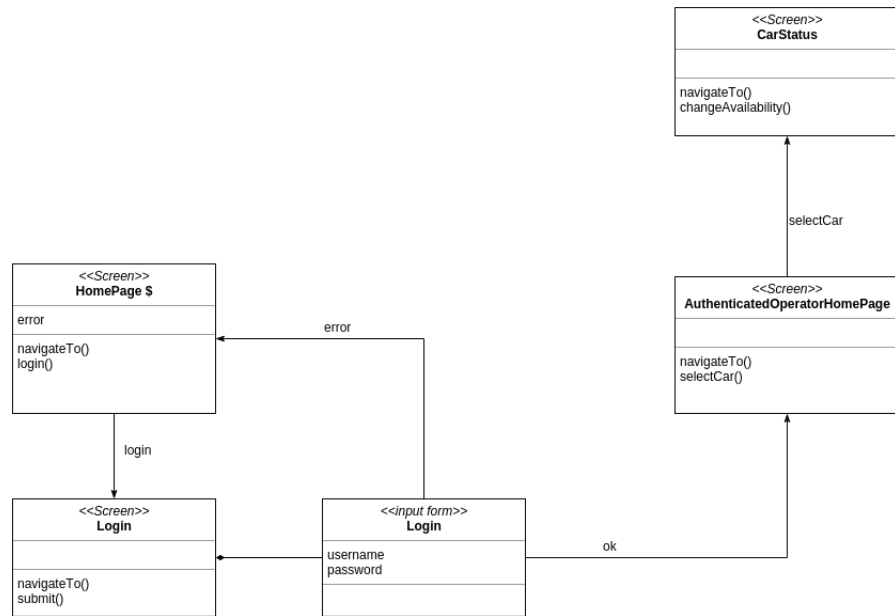 <<Screen>>
CarStatus
navigateTo()
changeAvailability()
selectCar
<<Screen>>
HomePage $
error
navigateTo()
login()
error
<<Screen>>
AuthenticatedOperatorHomePage
navigateTo()
selectCar()
login
<<Screen>>
Login
navigateTo()
submit()
<<input form>>
Login
username
password
ok